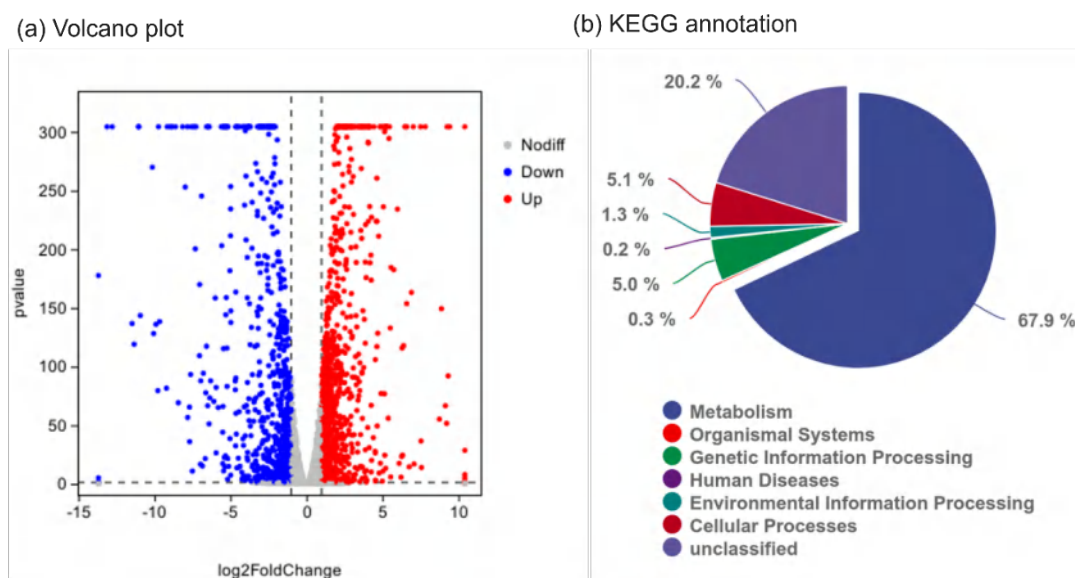 (a) Volcano plot
(b) KEGG annotation
300
250
200
150
100
50
0
-15
-10
-5
0
5
10
pvalue
log2FoldChange
Nodiff
Down
Up
20.2 %
5.1 %
1.3 %
0.2 %
5.0 %
0.3 %
67.9 %
Metabolism
Organismal Systems
Genetic Information Processing
Human Diseases
Environmental Information Processing
Cellular Processes
unclassified